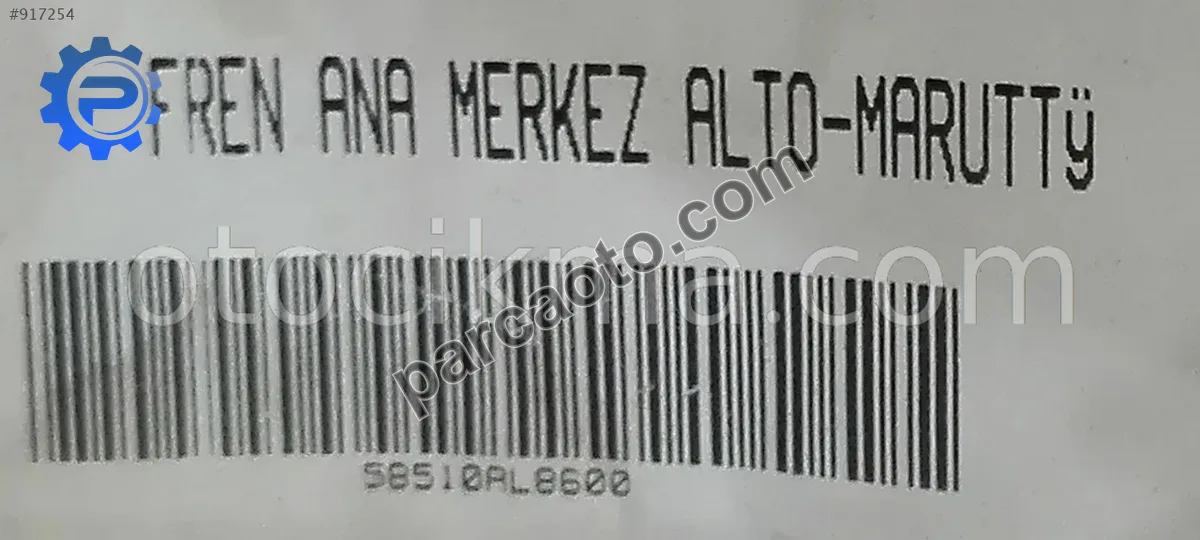 #917254
FREN ANA MERKEZ ALTO-MARUTTÿ
otocikma.com
parcaoto.com
58510AL8600